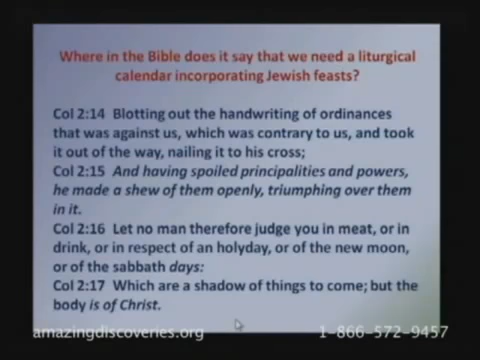 Where in the Bible does it say that we need a liturgical
calendar incorporating Jewish feasts?
Col 2:14 Blotting out the handwriting of ordinances
that was against us, which was contrary to us, and took
it out of the way, nailing it to his cross;
Col 2:15 And having spoiled principalities and powers,
he made a shew of them openly, triumphing over them
in it.
Col 2:16 Let no man therefore judge you in meat, or in
drink, or in respect of an holyday, or of the new moon,
or of the sabbath days:
Col 2:17 Which are a shadow of things to come; but the
body is of Christ.
amazingdiscoveries.org 1-866-572-9457